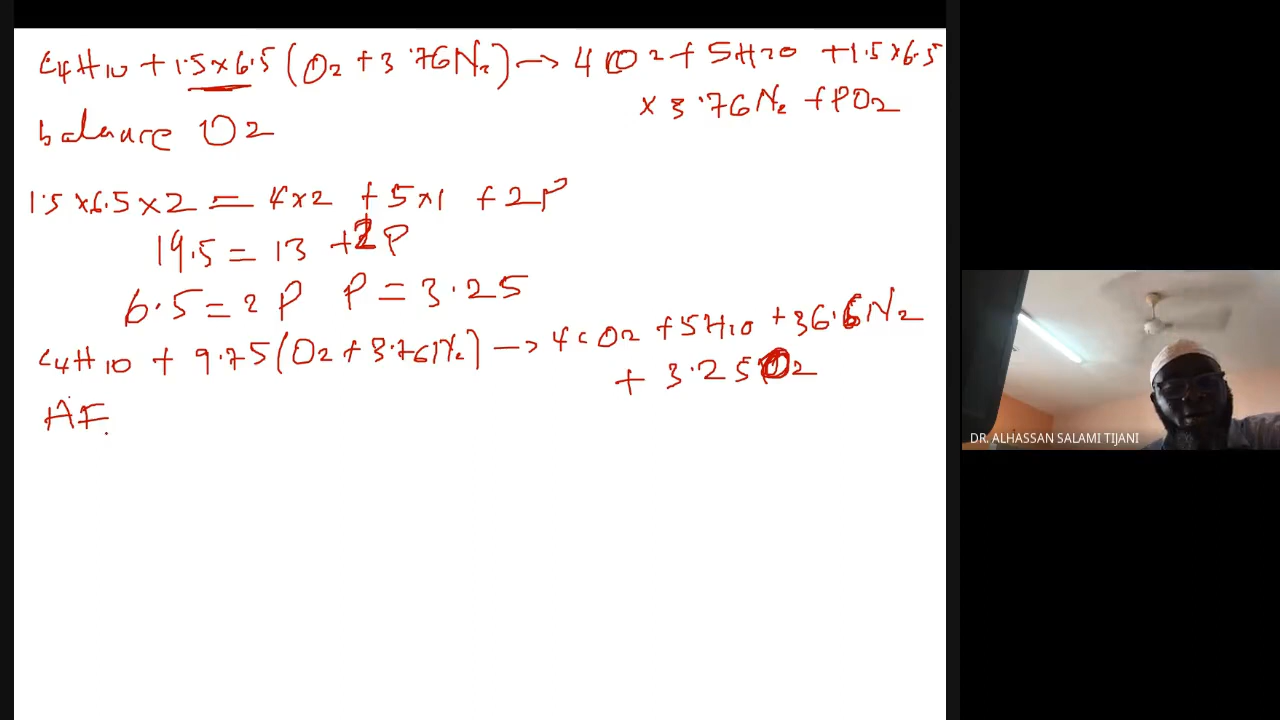 C4H10 + 1.5×6.5 (O2 + 3.76N2) → 4CO2 + 5H2O + 1.5×6.5
× 3.76N2 + PO2
balance O2
1.5×6.5×2 = 4×2 + 5×1 + 2P
19.5 = 13 + 2P
6.5 = 2P P = 3.25
C4H10 + 9.75(O2 + 3.76N2) → 4CO2 + 5H2O + 36.6N2
+ 3.25O2
AF
DR. ALHASSAN SALAMI TIJANI